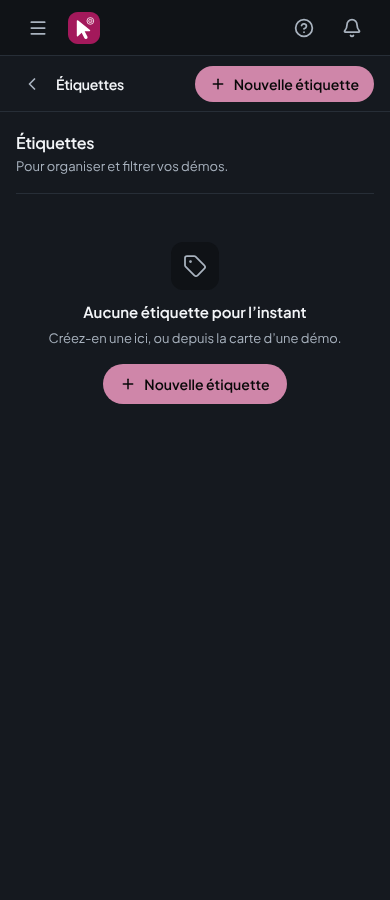 Étiquettes
Nouvelle étiquette
Étiquettes
Pour organiser et filtrer vos démos.
Aucune étiquette pour l’instant
Créez-en une ici, ou depuis la carte d’une démo.
Nouvelle étiquette